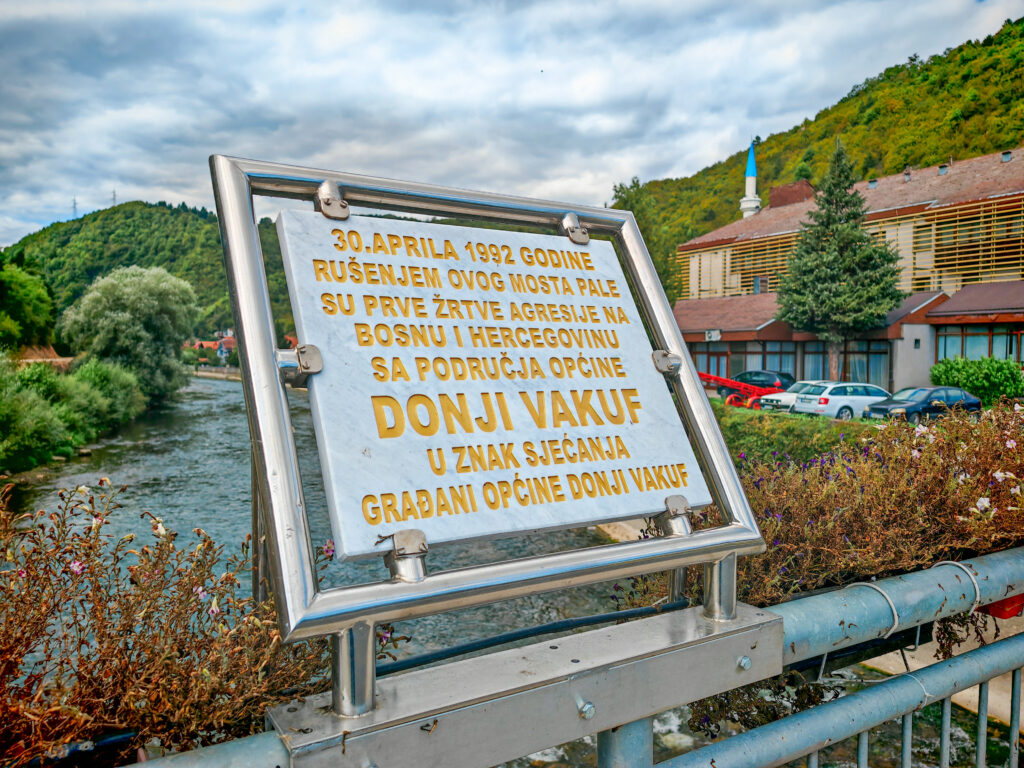 30.APRILA 1992 GODINE
RUŠENJEM OVOG MOSTA PALE
SU PRVE ŽRTVE AGRESIJE NA
BOSNU I HERCEGOVINU
SA PODRUČJA OPĆINE
DONJI VAKUF
U ZNAK SJEĆANJA
GRAĐANI OPĆINE DONJI VAKUF